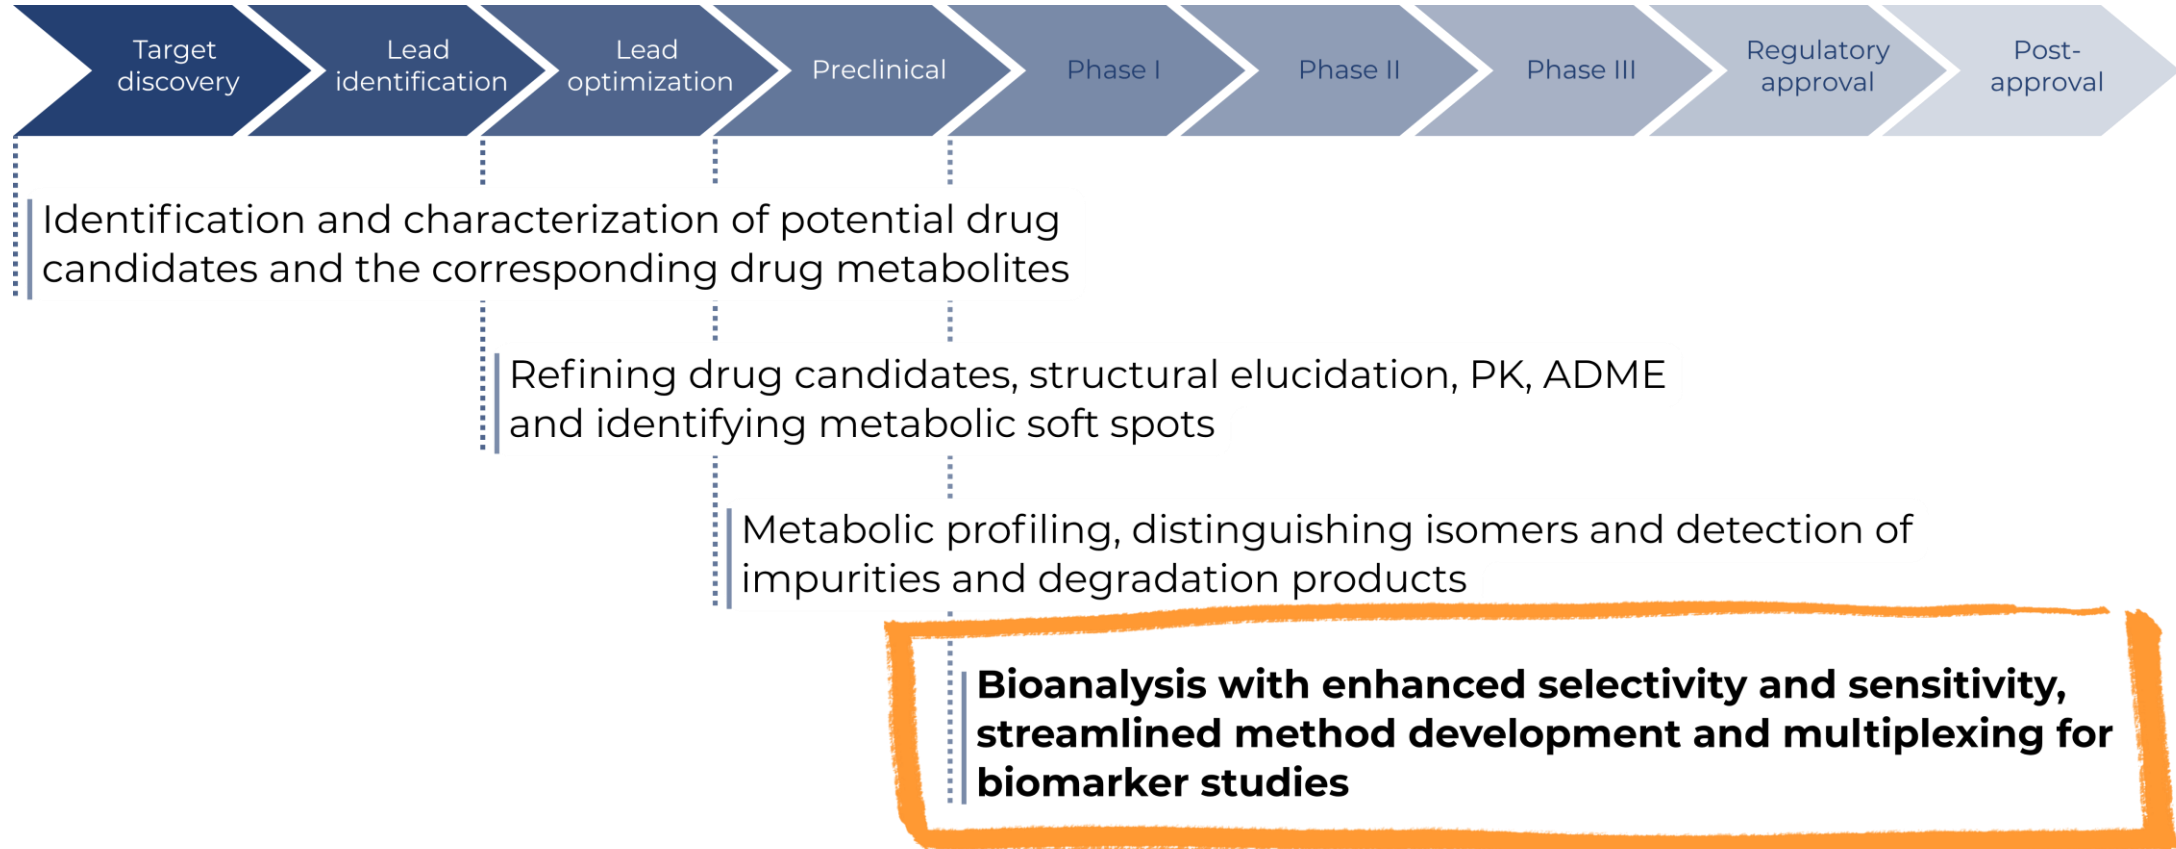 Target
discovery
Lead
identification
Lead
optimization
Preclinical
Phase I
Phase II
Phase III
Regulatory
approval
Post-
approval
Identification and characterization of potential drug
candidates and the corresponding drug metabolites
Refining drug candidates, structural elucidation, PK, ADME
and identifying metabolic soft spots
Metabolic profiling, distinguishing isomers and detection of
impurities and degradation products
Bioanalysis with enhanced selectivity and sensitivity,
streamlined method development and multiplexing for
biomarker studies